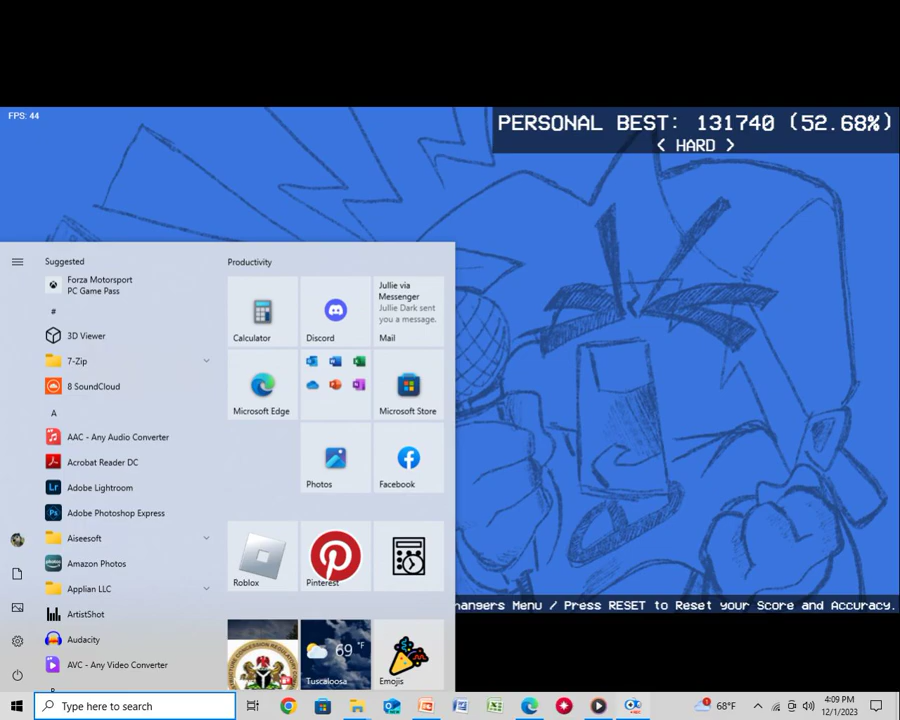 FPS: 44
PERSONAL BEST: 131740 (52.68%)
< HARD >
Suggested
Forza Motorsport
PC Game Pass
#
3D Viewer
7-Zip
8 SoundCloud
A
AAC - Any Audio Converter
Acrobat Reader DC
Adobe Lightroom
Adobe Photoshop Express
Aiseesoft
Amazon Photos
Applian LLC
ArtistShot
Audacity
AVC - Any Video Converter
Productivity
Calculator
Discord
Jullie via
Messenger
Jullie Dark sent
you a message.
Mail
Microsoft Edge
Microsoft Store
Photos
Facebook
Roblox
Pinterest
69 °F
Tuscaloosa
Emojis
Menu / Press RESET to Reset your Score and Accuracy.
Type here to search
68°F
4:09 PM
12/1/2023